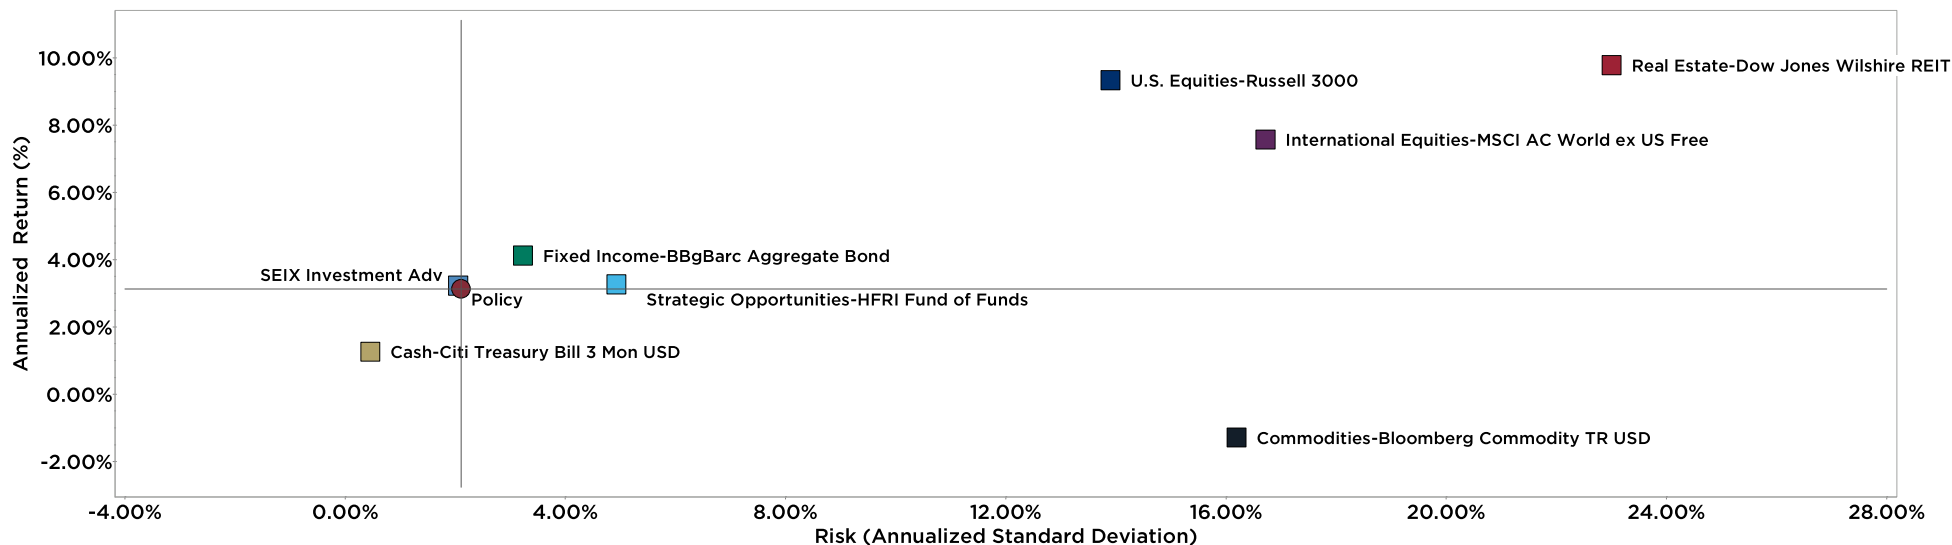 Annualized Return (%)
10.00%
8.00%
6.00%
4.00%
2.00%
0.00%
-2.00%
Real Estate-Dow Jones Wilshire REIT
U.S. Equities-Russell 3000
International Equities-MSCI AC World ex US Free
Fixed Income-BBgBarc Aggregate Bond
SEIX Investment Adv
Policy
Strategic Opportunities-HFRI Fund of Funds
Cash-Citi Treasury Bill 3 Mon USD
Commodities-Bloomberg Commodity TR USD
-4.00% 0.00% 4.00% 8.00% 12.00% 16.00% 20.00% 24.00% 28.00%
Risk (Annualized Standard Deviation)